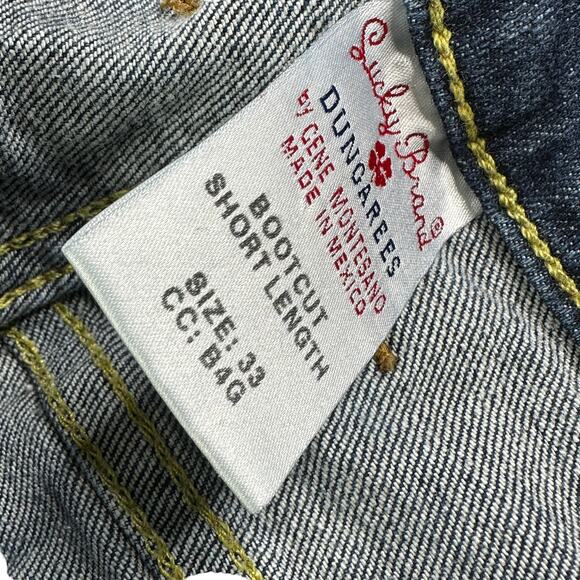 Lucky Brand®
DUNGAREES
by GENE MONTESANO
MADE IN MEXICO
BOOTCUT
SHORT LENGTH
SIZE: 33
CC: B4G